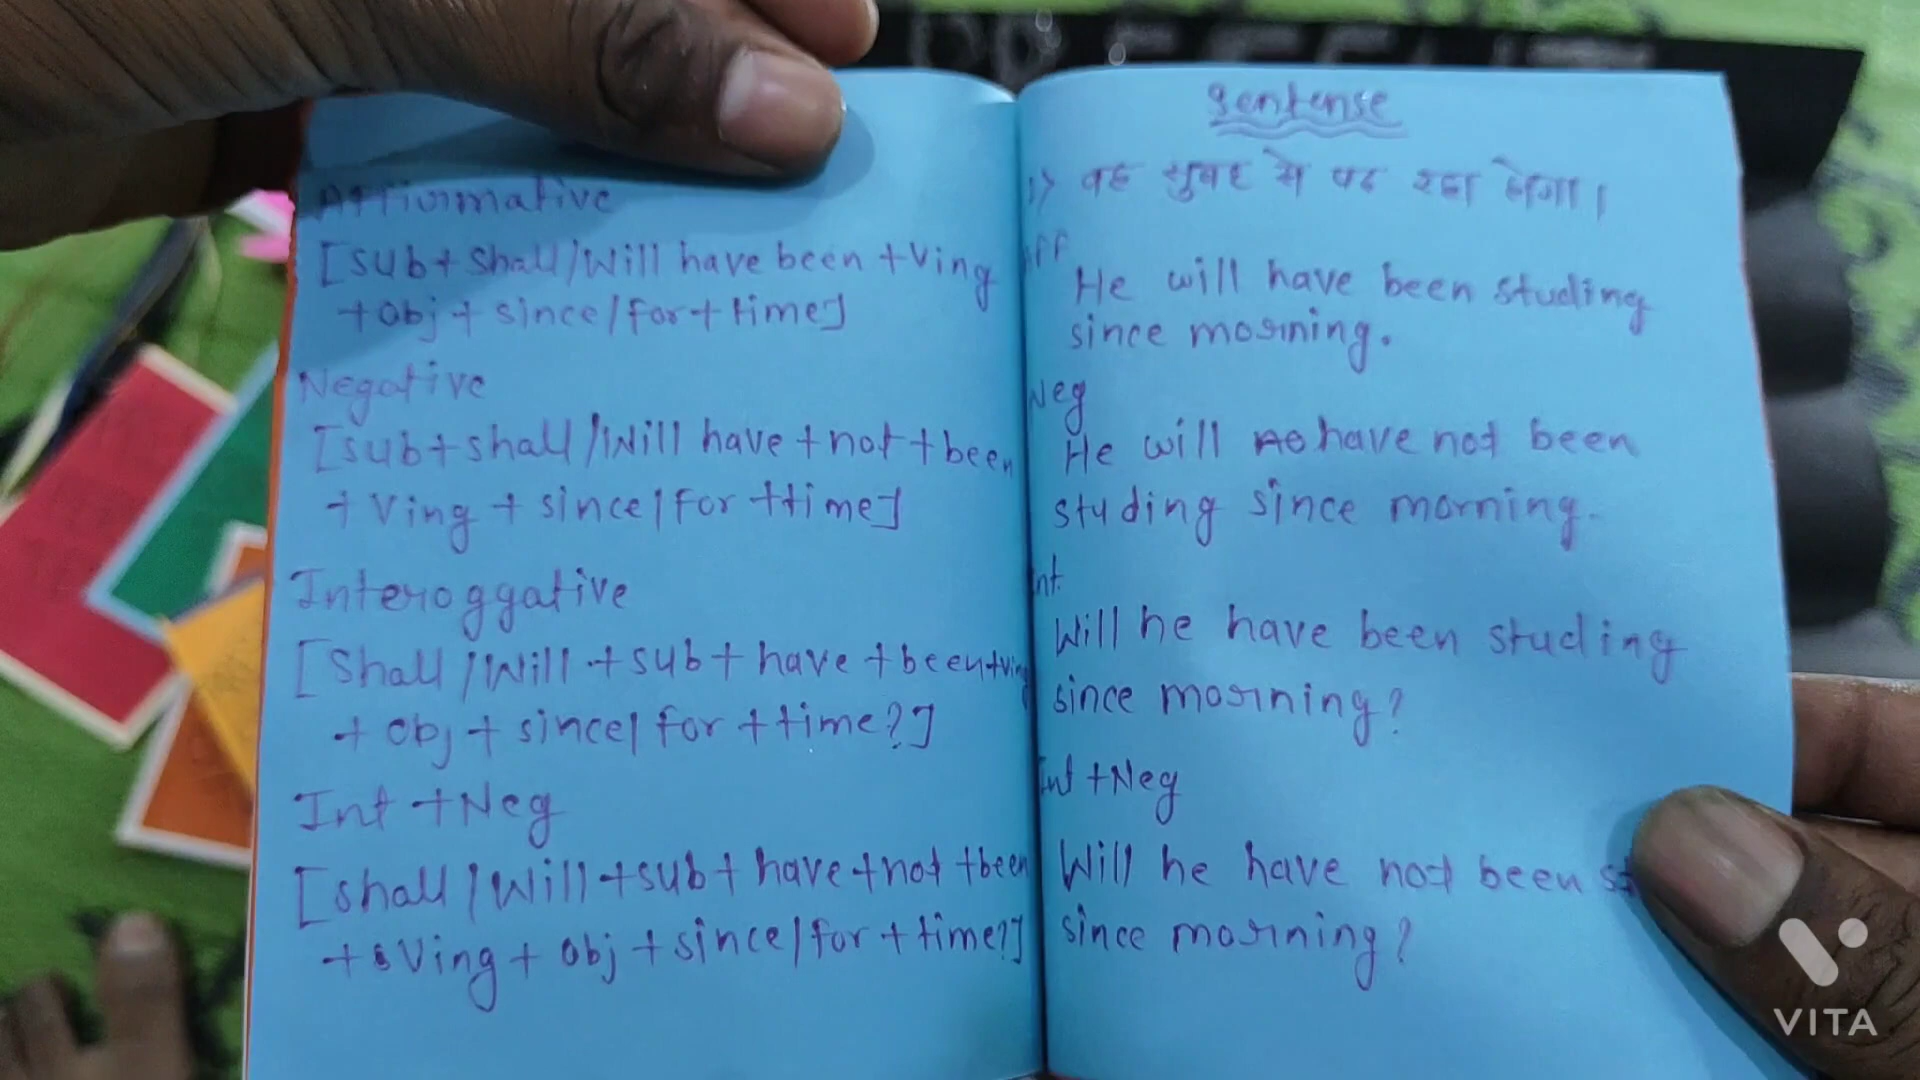 Affirmative
[Sub + Shall/Will have been + Ving
+ Obj + since/for + time]
Negative
[Sub + shall/Will have + not + been
+ Ving + since/for + time]
Interoggative
[Shall/Will + sub + have + been + ving
+ Obj + since/for + time?]
Int + Neg
[shall/Will + sub + have + not + been
+ Ving + obj + since/for + time?]
Sentense
1) वह सुबह से पढ़ रहा होगा।
Aff
He will have been studing
since morning.
Neg
He will have not been
studing since morning.
Int.
Will he have been studing
since morning?
Int + Neg
Will he have not been
since morning?
VITA